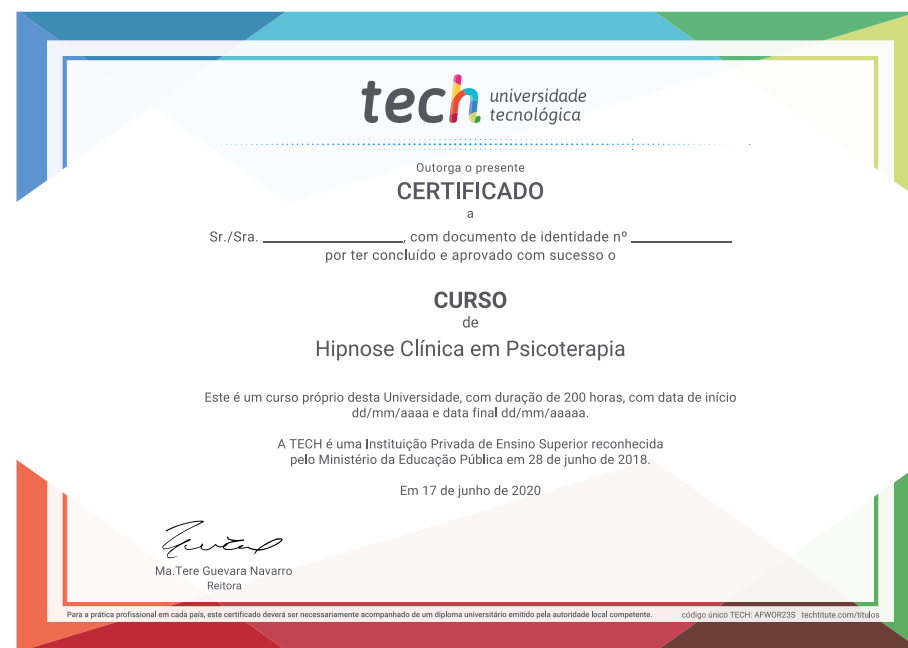 tech universidade
tecnológica
Outorga o presente
CERTIFICADO
a
Sr./Sra. ____________, com documento de identidade nº ____________
por ter concluído e aprovado com sucesso o
CURSO
de
Hipnose Clínica em Psicoterapia
Este é um curso próprio desta Universidade, com duração de 200 horas, com data de início
dd/mm/aaaa e data final dd/mm/aaaaa.
A TECH é uma Instituição Privada de Ensino Superior reconhecida
pelo Ministério da Educação Pública em 28 de junho de 2018.
Em 17 de junho de 2020
Ma.Tere Guevara Navarro
Reitora
Para a prática profissional em cada país, este certificado deverá ser necessariamente acompanhado de um diploma universitário emitido pela autoridade local competente. código único TECH: AFWOR23S techtitute.com/titulos